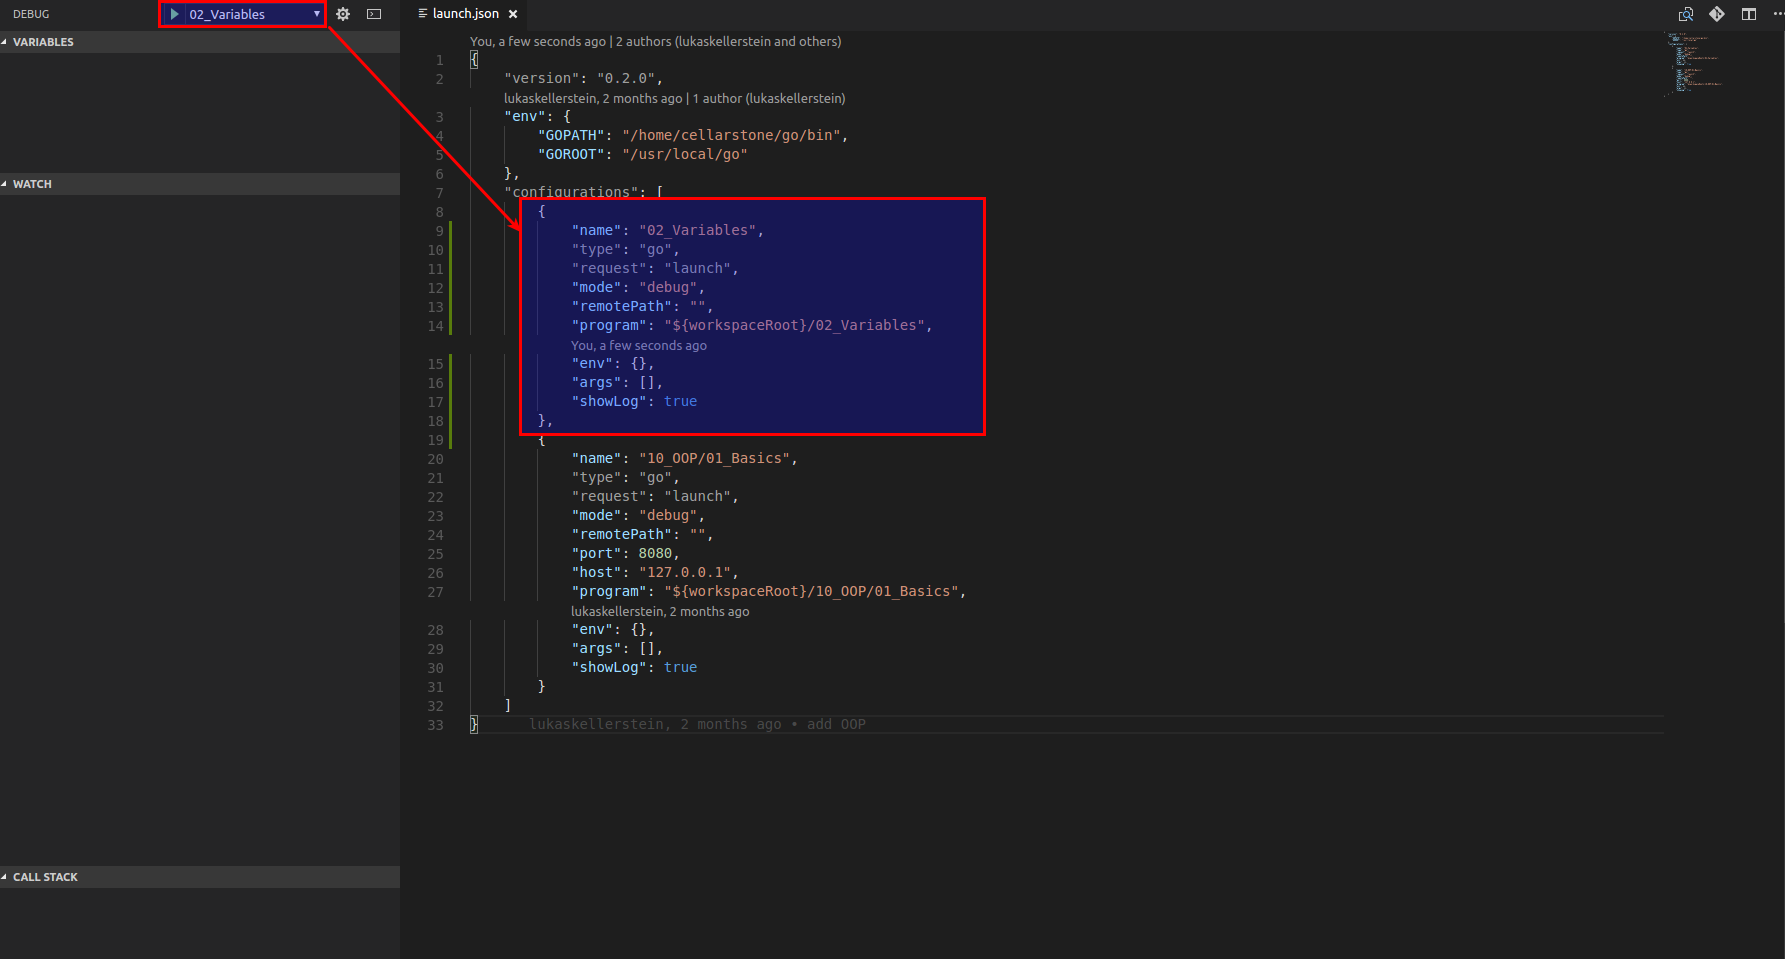 DEBUG
02_Variables
launch.json
VARIABLES
WATCH
CALL STACK
You, a few seconds ago | 2 authors (lukaskellerstein and others)
1 {
2 "version": "0.2.0",
lukaskellerstein, 2 months ago | 1 author (lukaskellerstein)
3 "env": {
4 "GOPATH": "/home/cellarstone/go/bin",
5 "GOROOT": "/usr/local/go"
6 },
7 "configurations": [
8 {
9 "name": "02_Variables",
10 "type": "go",
11 "request": "launch",
12 "mode": "debug",
13 "remotePath": "",
14 "program": "${workspaceRoot}/02_Variables",
You, a few seconds ago
15 "env": {},
16 "args": [],
17 "showLog": true
18 },
19 {
20 "name": "10_OOP/01_Basics",
21 "type": "go",
22 "request": "launch",
23 "mode": "debug",
24 "remotePath": "",
25 "port": 8080,
26 "host": "127.0.0.1",
27 "program": "${workspaceRoot}/10_OOP/01_Basics",
lukaskellerstein, 2 months ago
28 "env": {},
29 "args": [],
30 "showLog": true
31 }
32 ]
33 } lukaskellerstein, 2 months ago • add OOP